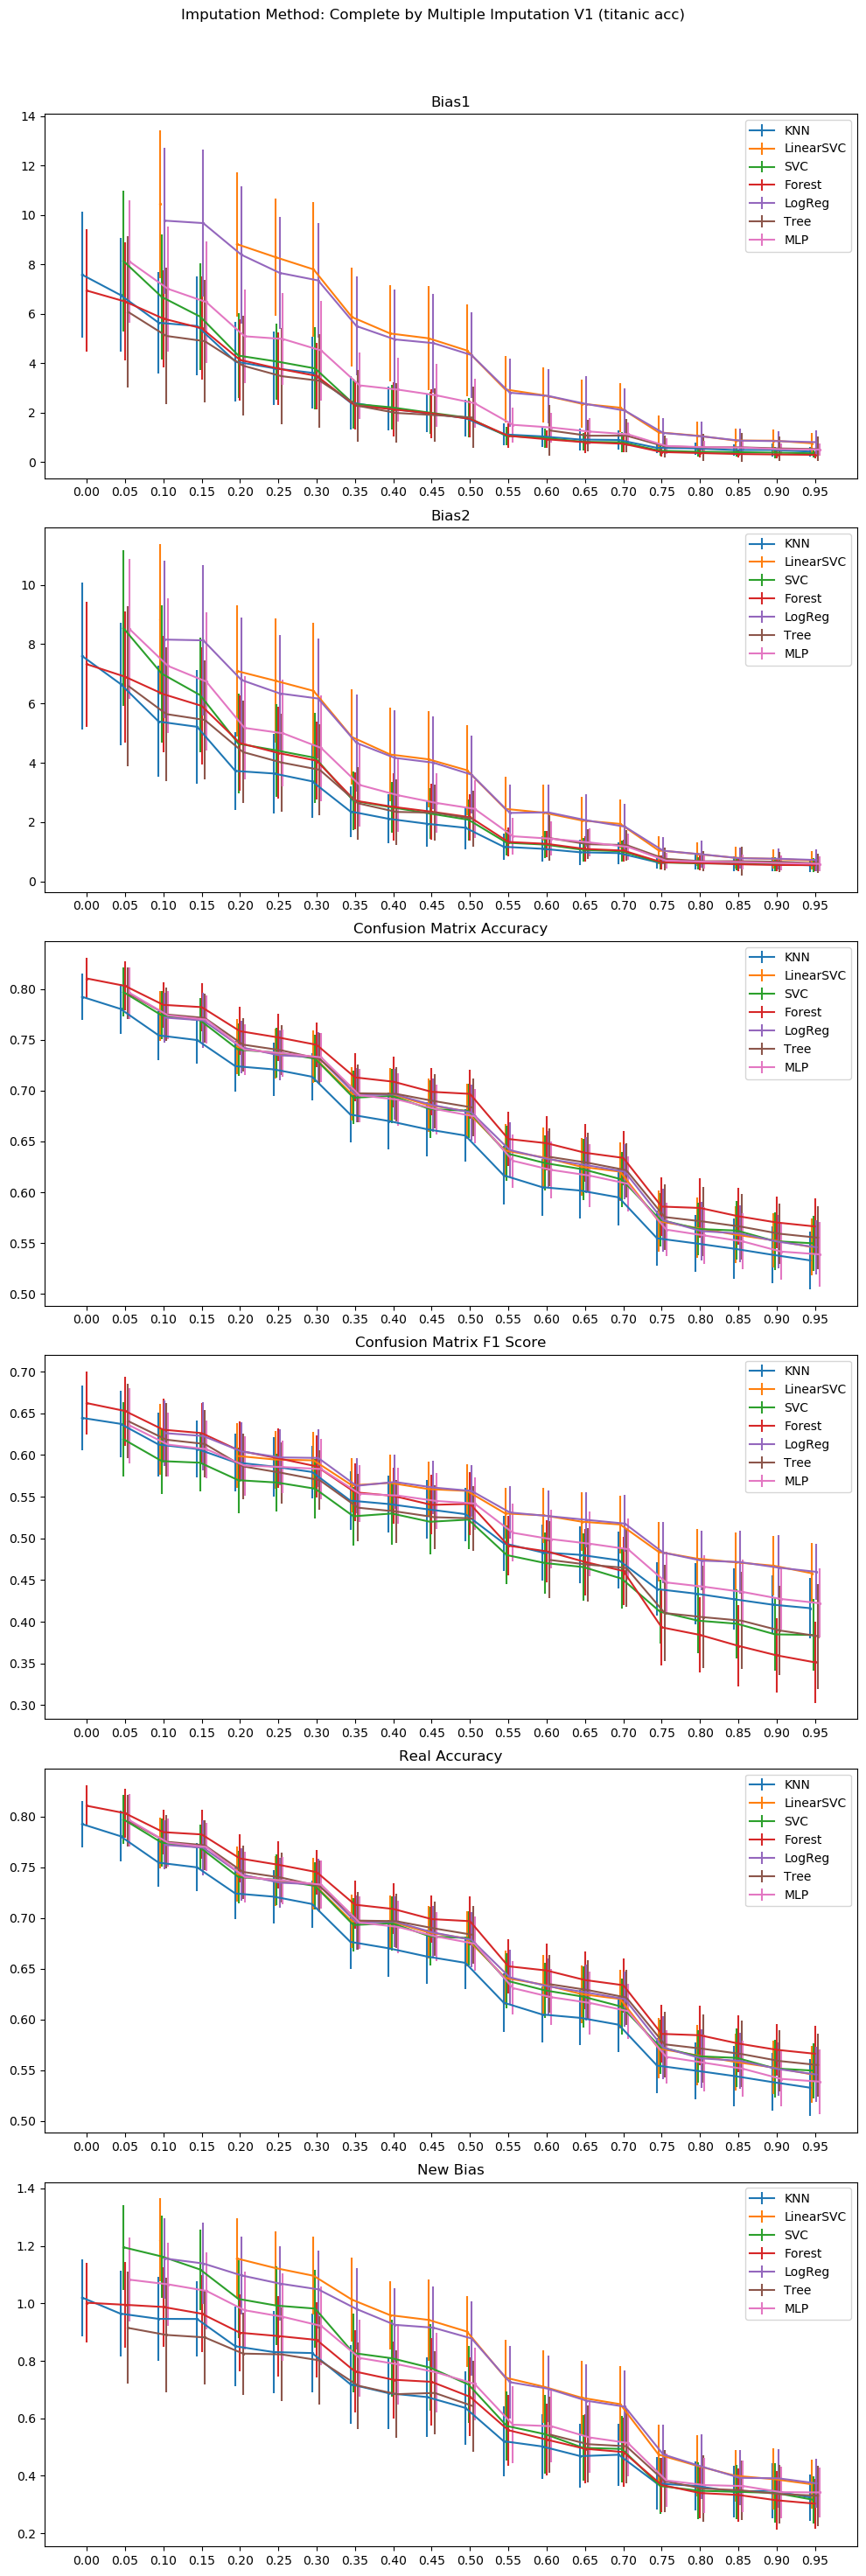 Imputation Method: Complete by Multiple Imputation V1 (titanic acc)
Bias1
14
12
10
8
6
4
2
0
KNN
LinearSVC
SVC
Forest
LogReg
Tree
MLP
0.00 0.05 0.10 0.15 0.20 0.25 0.30 0.35 0.40 0.45 0.50 0.55 0.60 0.65 0.70 0.75 0.80 0.85 0.90 0.95
Bias2
10
8
6
4
2
0
KNN
LinearSVC
SVC
Forest
LogReg
Tree
MLP
0.00 0.05 0.10 0.15 0.20 0.25 0.30 0.35 0.40 0.45 0.50 0.55 0.60 0.65 0.70 0.75 0.80 0.85 0.90 0.95
Confusion Matrix Accuracy
0.80
0.75
0.70
0.65
0.60
0.55
0.50
KNN
LinearSVC
SVC
Forest
LogReg
Tree
MLP
0.00 0.05 0.10 0.15 0.20 0.25 0.30 0.35 0.40 0.45 0.50 0.55 0.60 0.65 0.70 0.75 0.80 0.85 0.90 0.95
Confusion Matrix F1 Score
0.70
0.65
0.60
0.55
0.50
0.45
0.40
0.35
0.30
KNN
LinearSVC
SVC
Forest
LogReg
Tree
MLP
0.00 0.05 0.10 0.15 0.20 0.25 0.30 0.35 0.40 0.45 0.50 0.55 0.60 0.65 0.70 0.75 0.80 0.85 0.90 0.95
Real Accuracy
0.80
0.75
0.70
0.65
0.60
0.55
0.50
KNN
LinearSVC
SVC
Forest
LogReg
Tree
MLP
0.00 0.05 0.10 0.15 0.20 0.25 0.30 0.35 0.40 0.45 0.50 0.55 0.60 0.65 0.70 0.75 0.80 0.85 0.90 0.95
New Bias
1.4
1.2
1.0
0.8
0.6
0.4
0.2
KNN
LinearSVC
SVC
Forest
LogReg
Tree
MLP
0.00 0.05 0.10 0.15 0.20 0.25 0.30 0.35 0.40 0.45 0.50 0.55 0.60 0.65 0.70 0.75 0.80 0.85 0.90 0.95